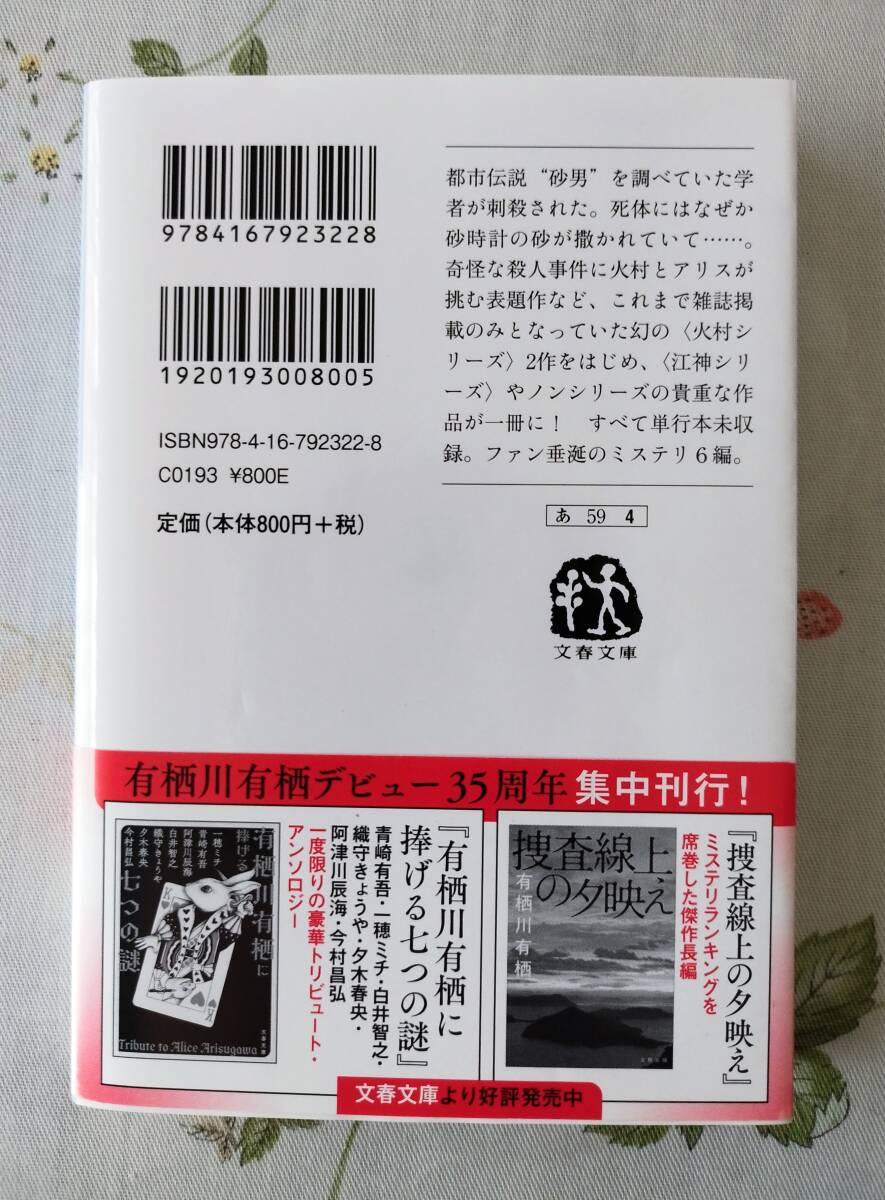 9784167923228
1920193008005
ISBN978-4-16-792322-8
C0193 ¥800E
定価(本体800円+税)
都市伝説“砂男”を調べていた学
者が刺殺された。死体にはなぜか
砂時計の砂が撒かれていて……。
奇怪な殺人事件に火村とアリスが
挑む表題作など、これまで雑誌掲
載のみとなっていた幻の〈火村シ
リーズ〉2作をはじめ、〈江神シリ
ーズ〉やノンシリーズの貴重な作
品が一冊に! すべて単行本未収
録。ファン垂涎のミステリ6編。
あ 59 4
文春文庫
有栖川有栖デビュー35周年 集中刊行!
『捜査線上の夕映え』
ミステリランキングを
席巻した傑作長編
捜査線上
の夕映え
有栖川有栖
文春文庫
『有栖川有栖に
捧げる七つの謎』
青崎有吾・一穂ミチ・白井智之・
織守きょうや・夕木春央・
阿津川辰海・今村昌弘
一度限りの豪華トリビュート・
アンソロジー
有栖川有栖に
捧げる
七つの謎
一穂ミチ
青崎有吾
阿津川辰海
白井智之
織守きょうや
夕木春央
今村昌弘
K
Tribute to Alice Arisugawa
文春文庫
文春文庫より好評発売中